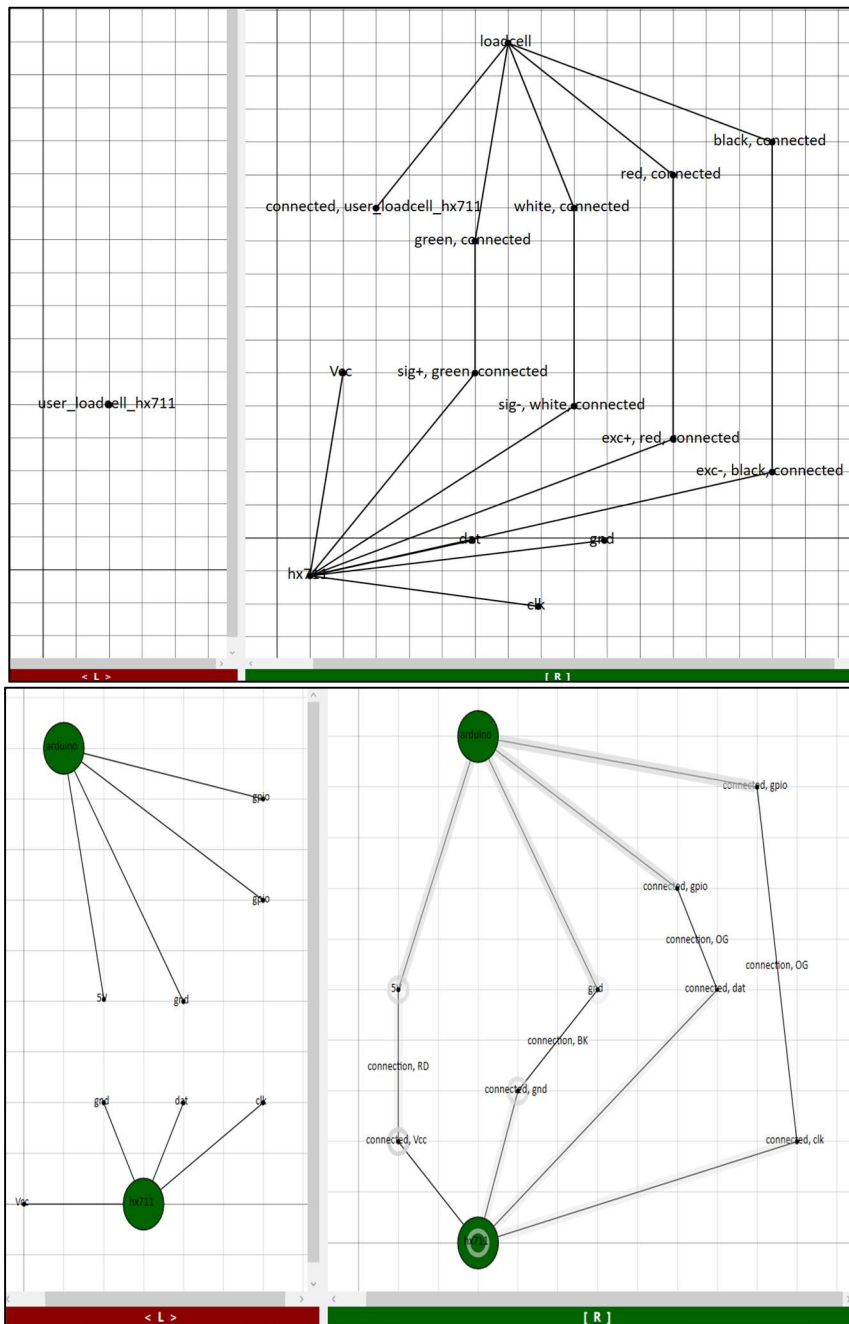 loadcell
black, connected
red, connected
connected, user_loadcell_hx711
white, connected
green, connected
Vcc
sig+, green, connected
user_loadcell_hx711
sig-, white, connected
exc+, red, connected
exc-, black, connected
dat
gnd
hx711
clk
< L >
[ R ]
arduino
gpio
gpio
5V
gnd
gnd
dat
clk
Vcc
hx711
arduino
connected, gpio
connected, gpio
connection, OG
connection, OG
5V
gnd
connected, dat
connection, BK
connection, RD
connected, gnd
connected, Vcc
connected, clk
hx711
< L >
[ R ]